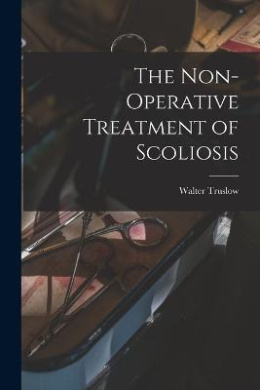 The Non-
Operative
Treatment of
Scoliosis
Walter Truslow